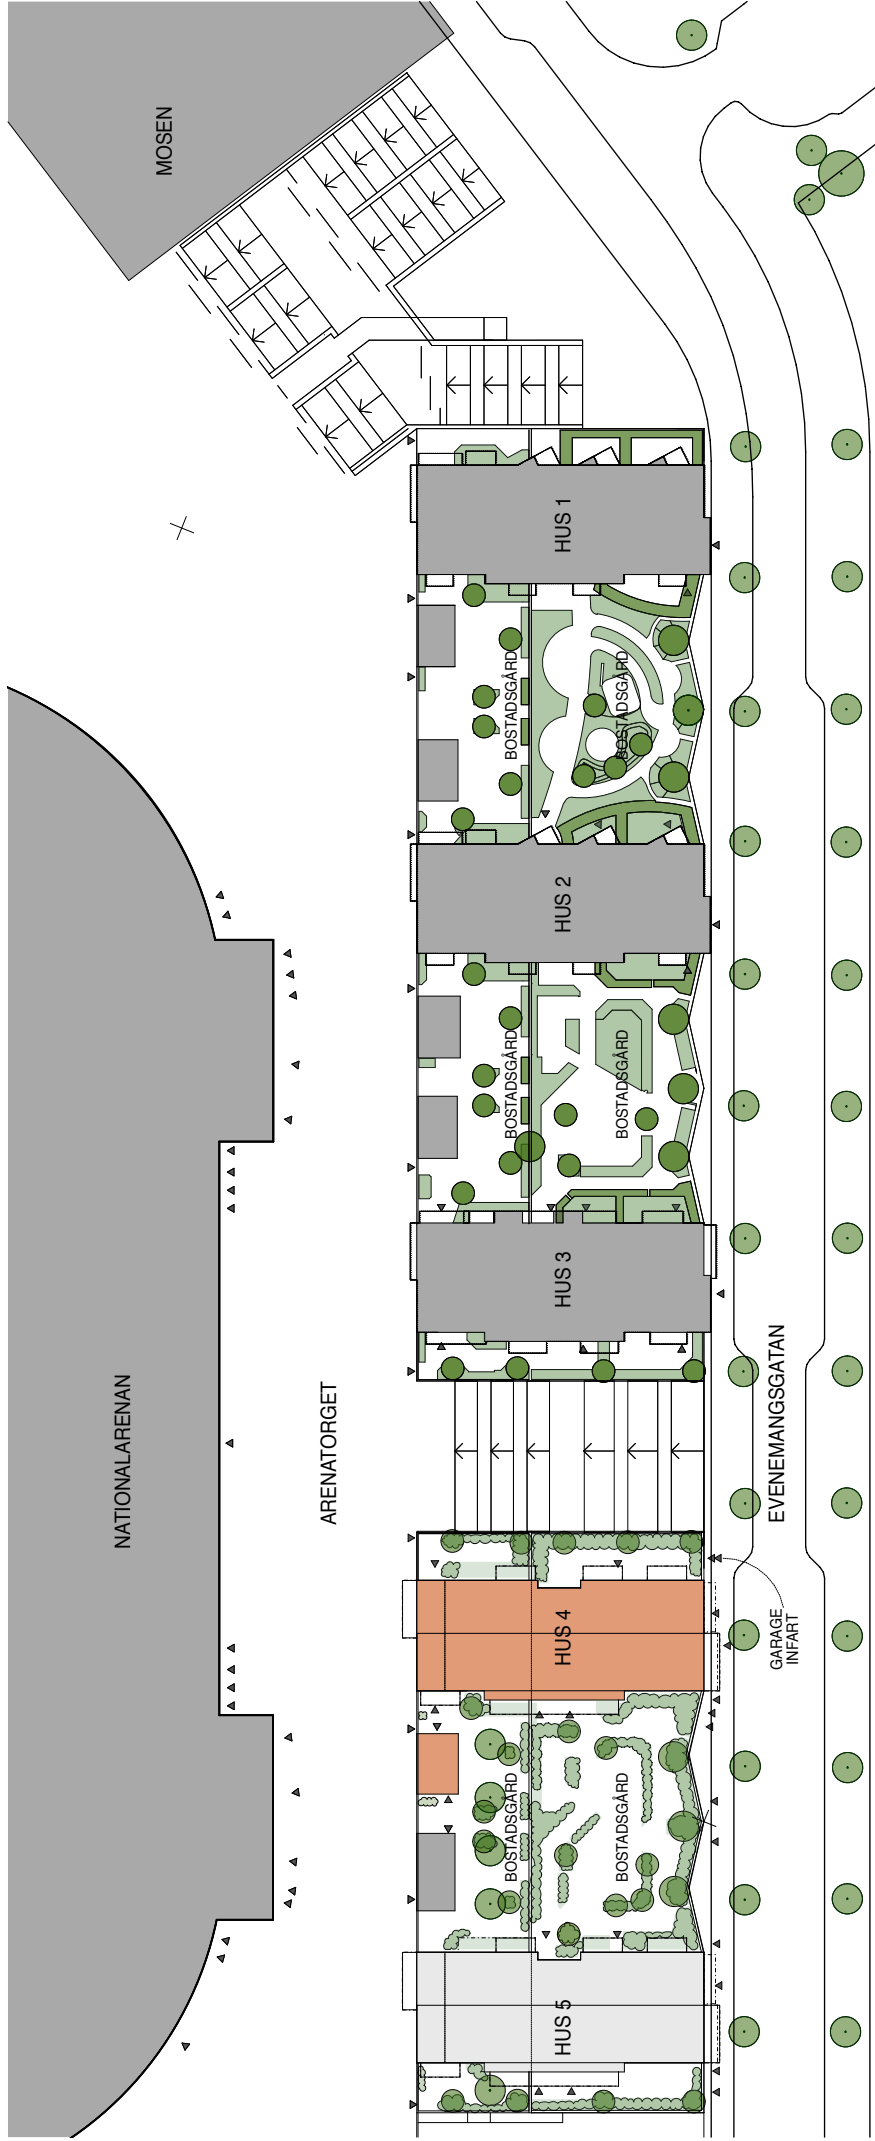 MOSEN
HUS 1
BOSTADSGÅRD
BOSTADSGÅRD
HUS 2
BOSTADSGÅRD
BOSTADSGÅRD
HUS 3
NATIONALARENAN
ARENATORGET
EVENEMANGSGATAN
HUS 4
GARAGE
INFART
BOSTADSGÅRD
BOSTADSGÅRD
HUS 5